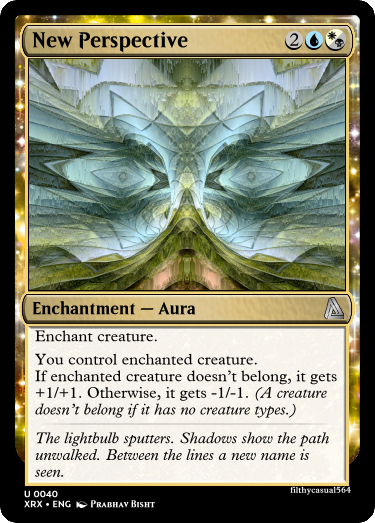 New Perspective
2
Enchantment — Aura
Enchant creature.
You control enchanted creature.
If enchanted creature doesn't belong, it gets
+1/+1. Otherwise, it gets -1/-1. (A creature
doesn't belong if it has no creature types.)
The lightbulb sputters. Shadows show the path
unwalked. Between the lines a new name is
seen.
U 0040
filthycasual564
XRX • ENG Prabhav Bisht